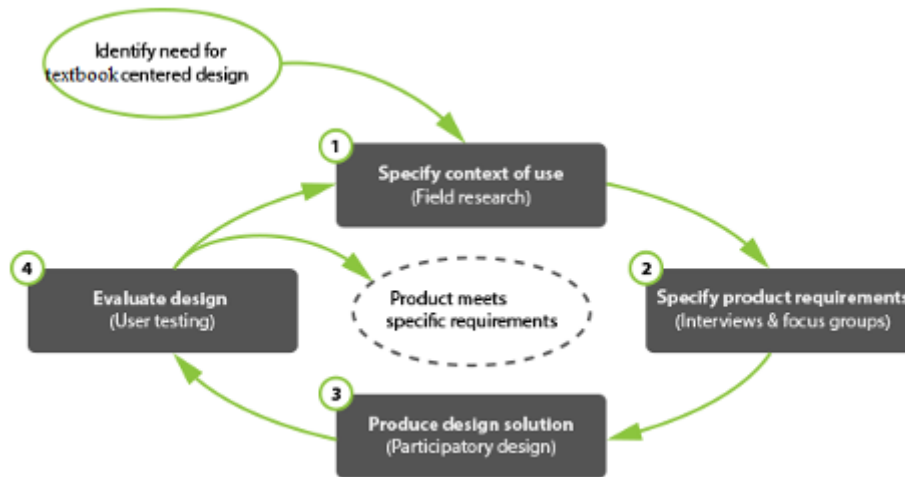 Identify need for
textbook centered design
1
Specify context of use
(Field research)
2
Specify product requirements
(Interviews & focus groups)
3
Produce design solution
(Participatory design)
4
Evaluate design
(User testing)
Product meets
specific requirements